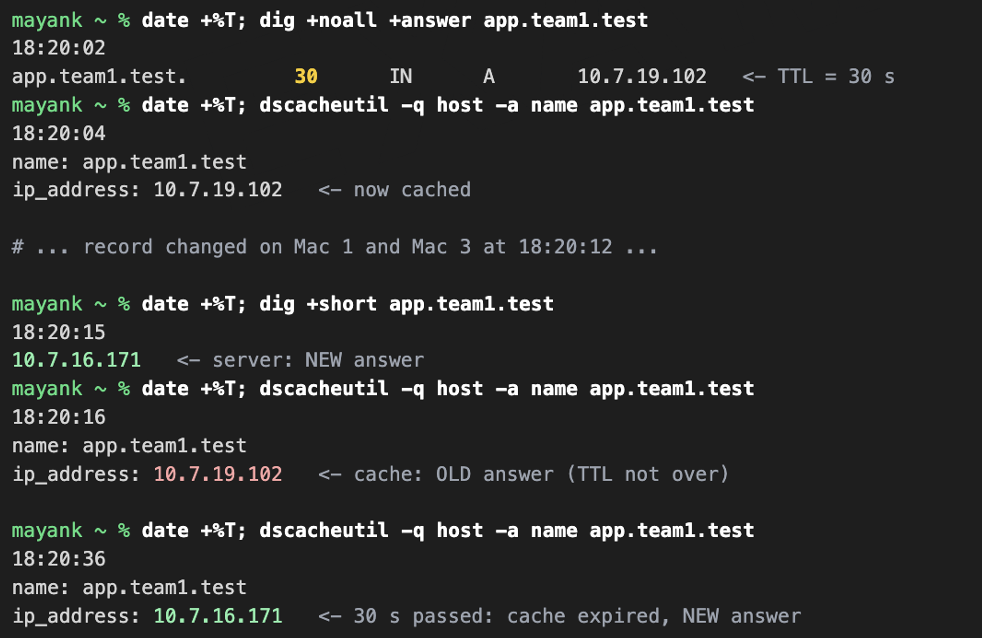 mayank ~ % date +%T; dig +noall +answer app.team1.test
18:20:02
app.team1.test. 30 IN A 10.7.19.102 <- TTL = 30 s
mayank ~ % date +%T; dscacheutil -q host -a name app.team1.test
18:20:04
name: app.team1.test
ip_address: 10.7.19.102 <- now cached
# ... record changed on Mac 1 and Mac 3 at 18:20:12 ...
mayank ~ % date +%T; dig +short app.team1.test
18:20:15
10.7.16.171 <- server: NEW answer
mayank ~ % date +%T; dscacheutil -q host -a name app.team1.test
18:20:16
name: app.team1.test
ip_address: 10.7.19.102 <- cache: OLD answer (TTL not over)
mayank ~ % date +%T; dscacheutil -q host -a name app.team1.test
18:20:36
name: app.team1.test
ip_address: 10.7.16.171 <- 30 s passed: cache expired, NEW answer